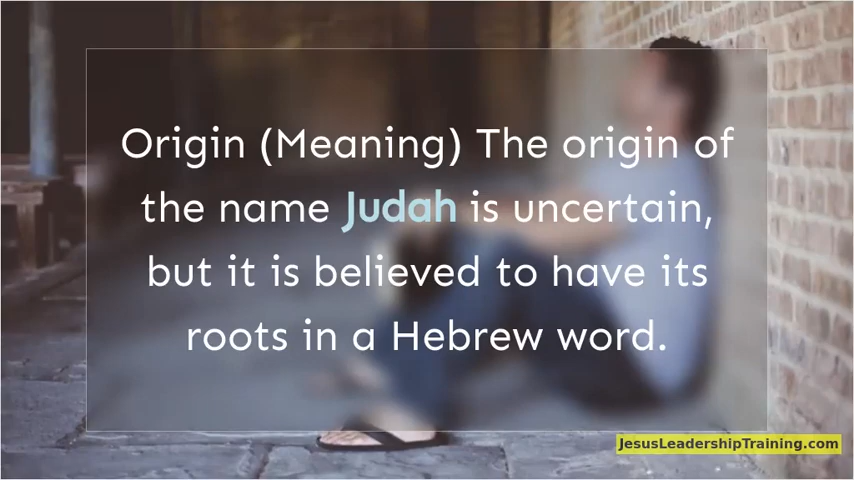 Origin (Meaning) The origin of
the name Judah is uncertain,
but it is believed to have its
roots in a Hebrew word.
JesusLeadershipTraining.com